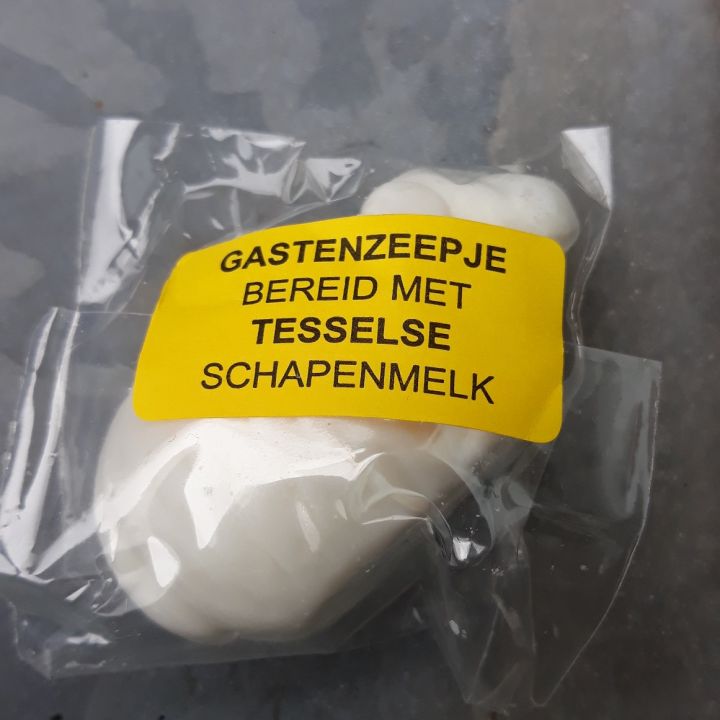 GASTENZEEPJE
BEREID MET
TESSELSE
SCHAPENMELK